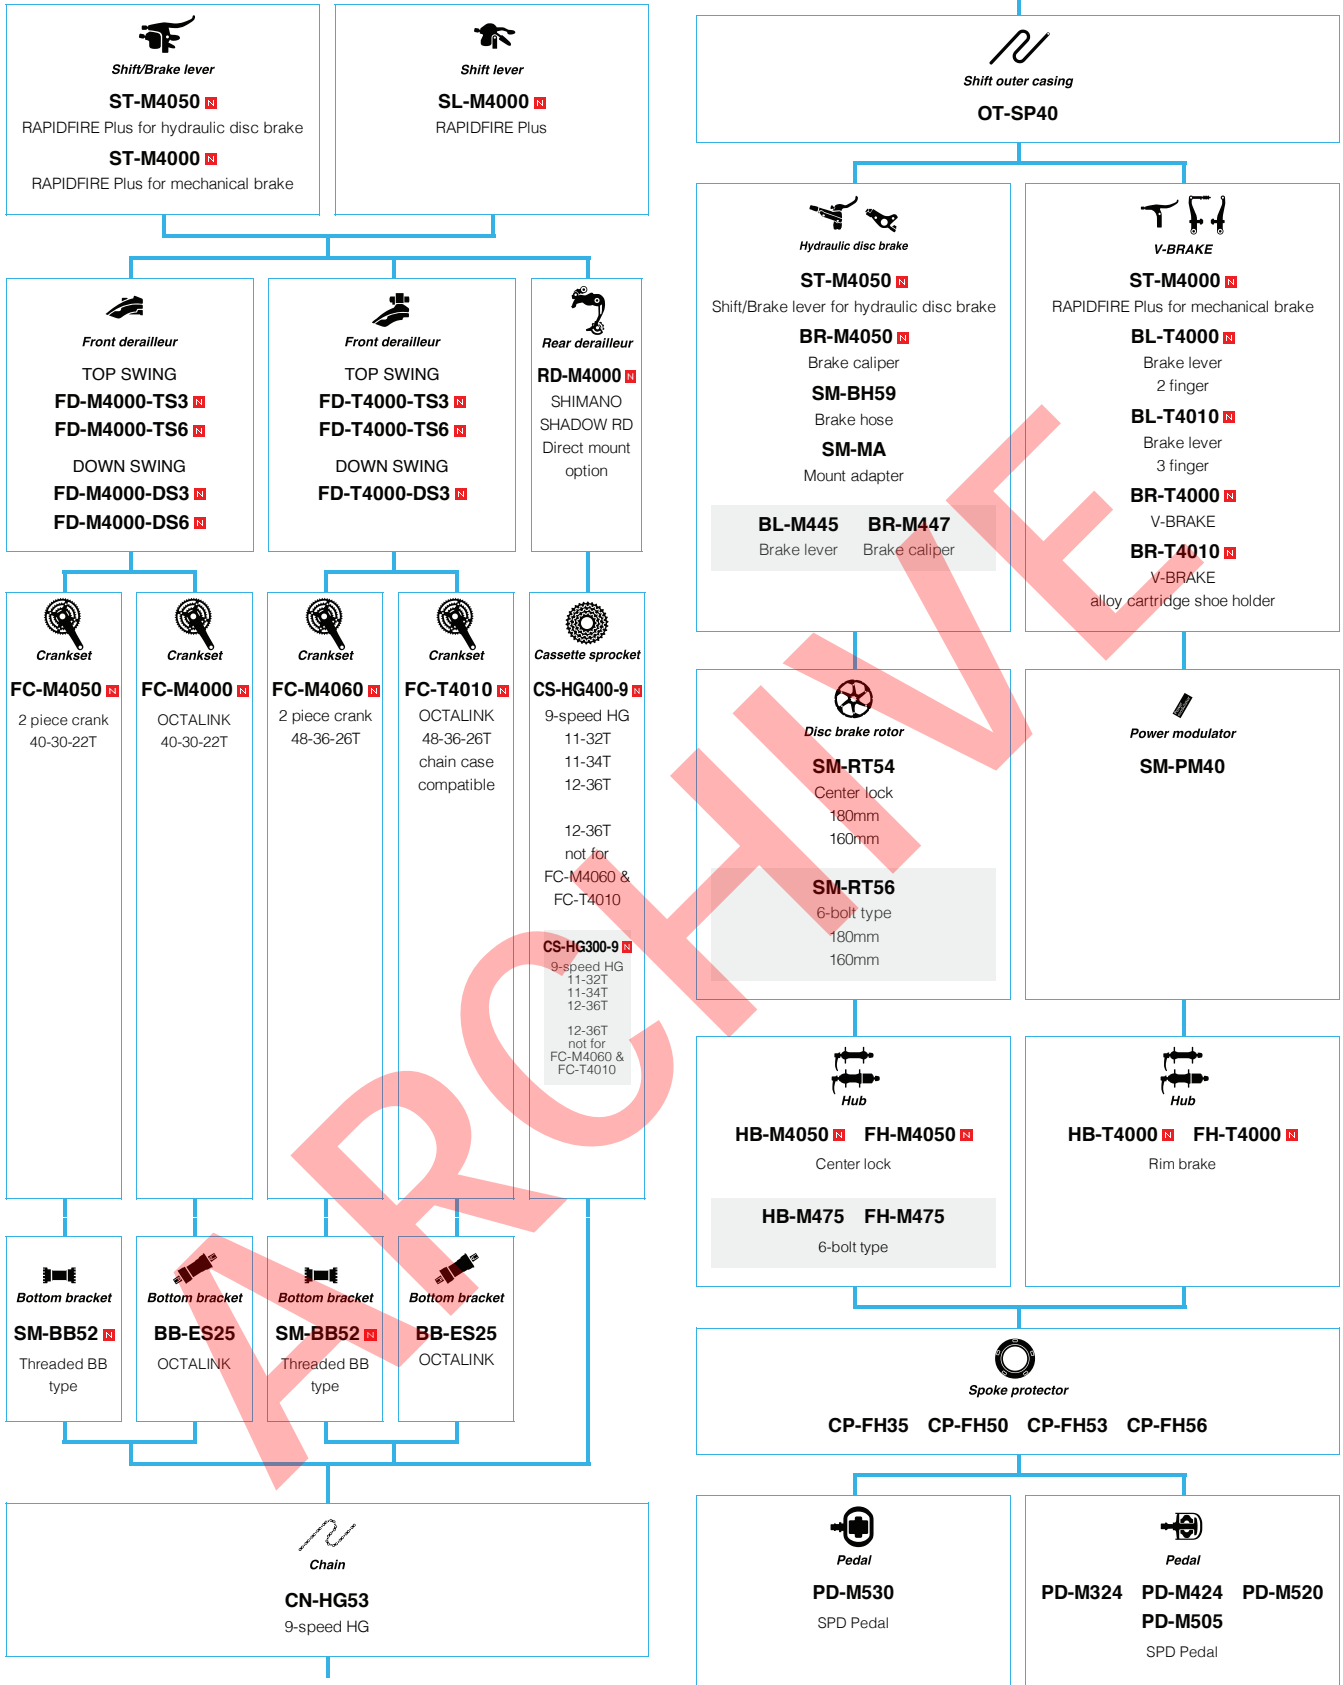 Shift/Brake lever
ST-M4050 N
RAPIDFIRE Plus for hydraulic disc brake
ST-M4000 N
RAPIDFIRE Plus for mechanical brake
Shift lever
SL-M4000 N
RAPIDFIRE Plus
Front derailleur
TOP SWING
FD-M4000-TS3 N
FD-M4000-TS6 N
DOWN SWING
FD-M4000-DS3 N
FD-M4000-DS6 N
Front derailleur
TOP SWING
FD-T4000-TS3 N
FD-T4000-TS6 N
DOWN SWING
FD-T4000-DS3 N
Rear derailleur
RD-M4000 N
SHIMANO
SHADOW RD
Direct mount
option
Crankset
FC-M4050 N
2 piece crank
40-30-22T
Crankset
FC-M4000 N
OCTALINK
40-30-22T
Crankset
FC-M4060 N
2 piece crank
48-36-26T
Crankset
FC-T4010 N
OCTALINK
48-36-26T
chain case
compatible
Cassette sprocket
CS-HG400-9 N
9-speed HG
11-32T
11-34T
12-36T
12-36T
not for
FC-M4060 &
FC-T4010
CS-HG300-9 N
9-speed HG
11-32T
11-34T
12-36T
12-36T
not for
FC-M4060 &
FC-T4010
Bottom bracket
SM-BB52 N
Threaded BB
type
Bottom bracket
BB-ES25
OCTALINK
Bottom bracket
SM-BB52 N
Threaded BB
type
Bottom bracket
BB-ES25
OCTALINK
Chain
CN-HG53
9-speed HG
Shift outer casing
OT-SP40
Hydraulic disc brake
ST-M4050 N
Shift/Brake lever for hydraulic disc brake
BR-M4050 N
Brake caliper
SM-BH59
Brake hose
SM-MA
Mount adapter
BL-M445 BR-M447
Brake lever Brake caliper
V-BRAKE
ST-M4000 N
RAPIDFIRE Plus for mechanical brake
BL-T4000 N
Brake lever
2 finger
BL-T4010 N
Brake lever
3 finger
BR-T4000 N
V-BRAKE
BR-T4010 N
V-BRAKE
alloy cartridge shoe holder
Disc brake rotor
SM-RT54
Center lock
180mm
160mm
SM-RT56
6-bolt type
180mm
160mm
Power modulator
SM-PM40
Hub
HB-M4050 N FH-M4050 N
Center lock
HB-M475 FH-M475
6-bolt type
Hub
HB-T4000 N FH-T4000 N
Rim brake
Spoke protector
CP-FH35 CP-FH50 CP-FH53 CP-FH56
Pedal
PD-M530
SPD Pedal
Pedal
PD-M324 PD-M424 PD-M520
PD-M505
SPD Pedal
ARCHIVE